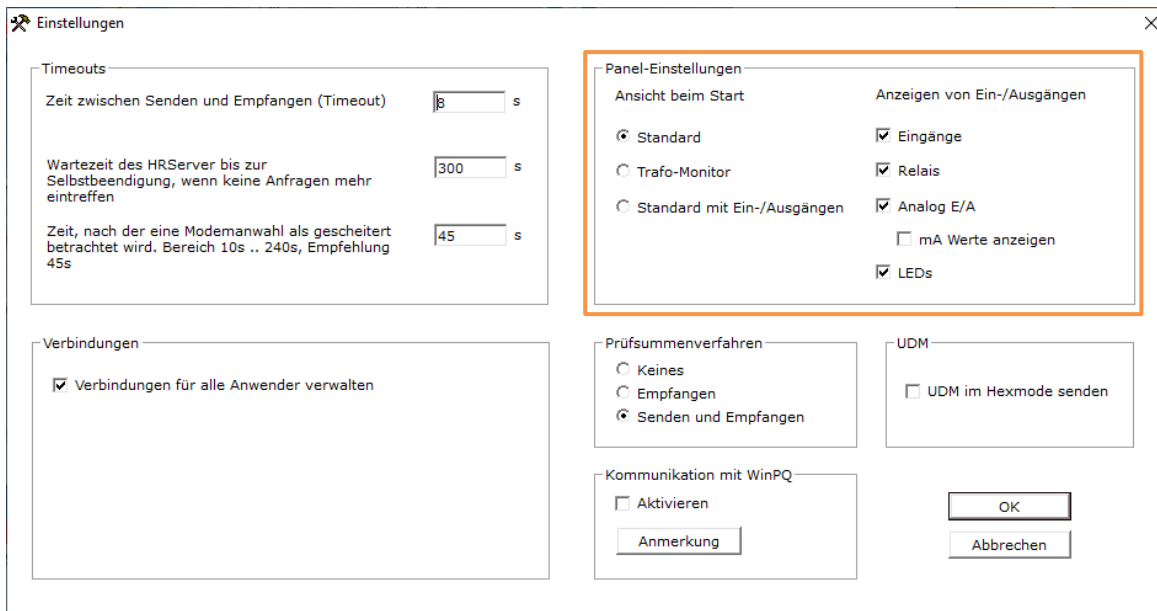 Einstellungen
Timeouts
Zeit zwischen Senden und Empfangen (Timeout)
8
s
Wartezeit des HRServer bis zur
Selbstbeendigung, wenn keine Anfragen mehr
eintreffen
300
s
Zeit, nach der eine Modemanwahl als gescheitert
betrachtet wird. Bereich 10s .. 240s, Empfehlung
45s
45
s
Panel-Einstellungen
Ansicht beim Start
Standard
Trafo-Monitor
Standard mit Ein-/Ausgängen
Anzeigen von Ein-/Ausgängen
Eingänge
Relais
Analog E/A
mA Werte anzeigen
LEDs
Verbindungen
Verbindungen für alle Anwender verwalten
Prüfsummenverfahren
Keines
Empfangen
Senden und Empfangen
UDM
UDM im Hexmode senden
Kommunikation mit WinPQ
Aktivieren
Anmerkung
OK
Abbrechen